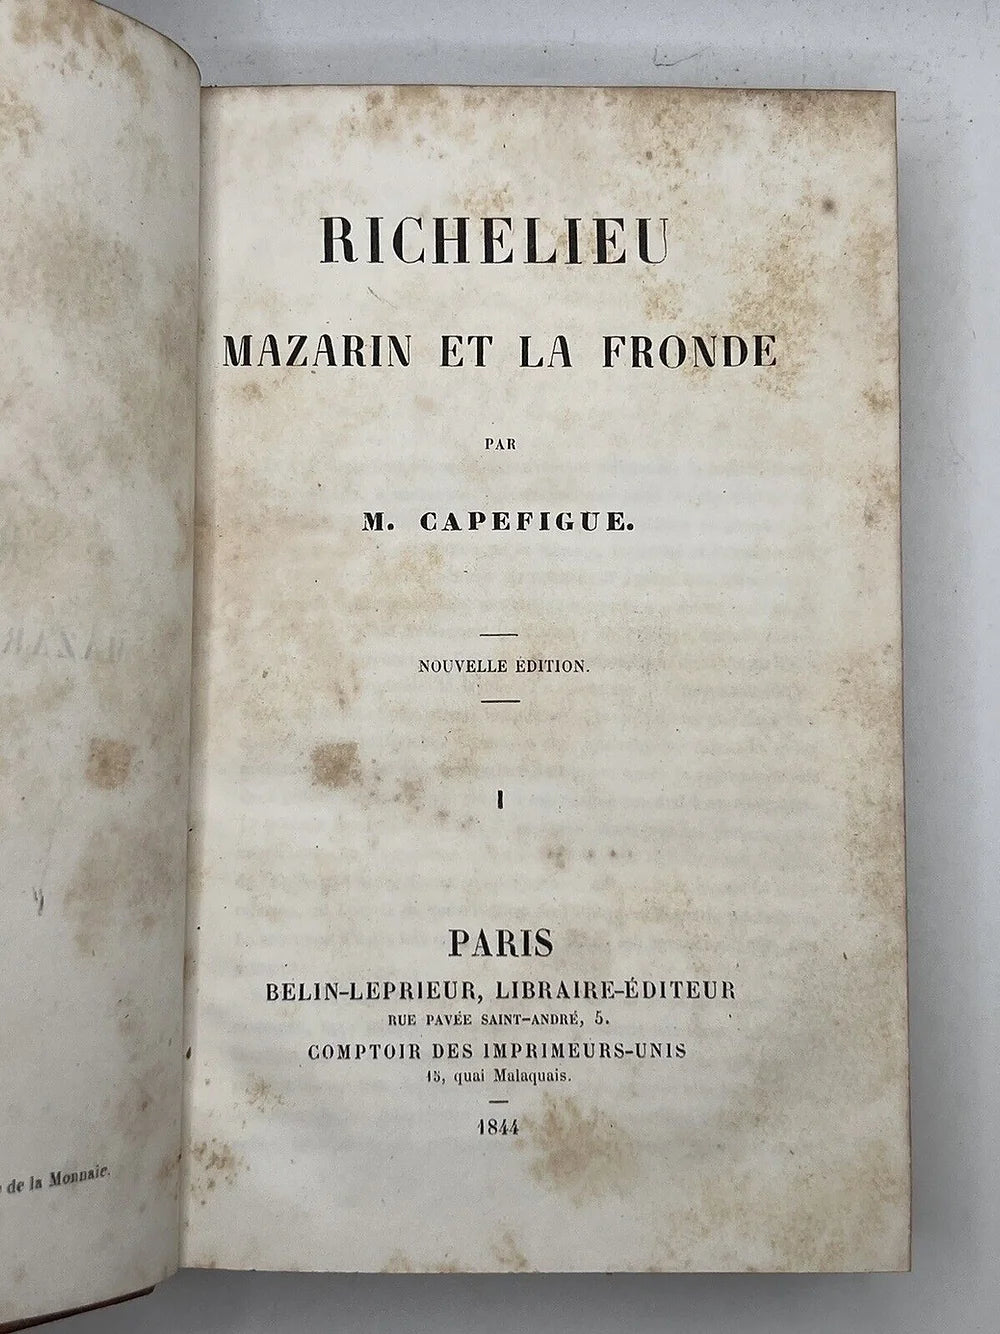 RICHELIEU
MAZARIN ET LA FRONDE
PAR
M. CAPEFIGUE.
NOUVELLE ÉDITION.
I
PARIS
BELIN-LEPRIEUR, LIBRAIRE-ÉDITEUR
RUE PAVÉE SAINT-ANDRÉ, 5.
COMPTOIR DES IMPRIMEURS-UNIS
15, quai Malaquais.
1844
de la Monnaie.